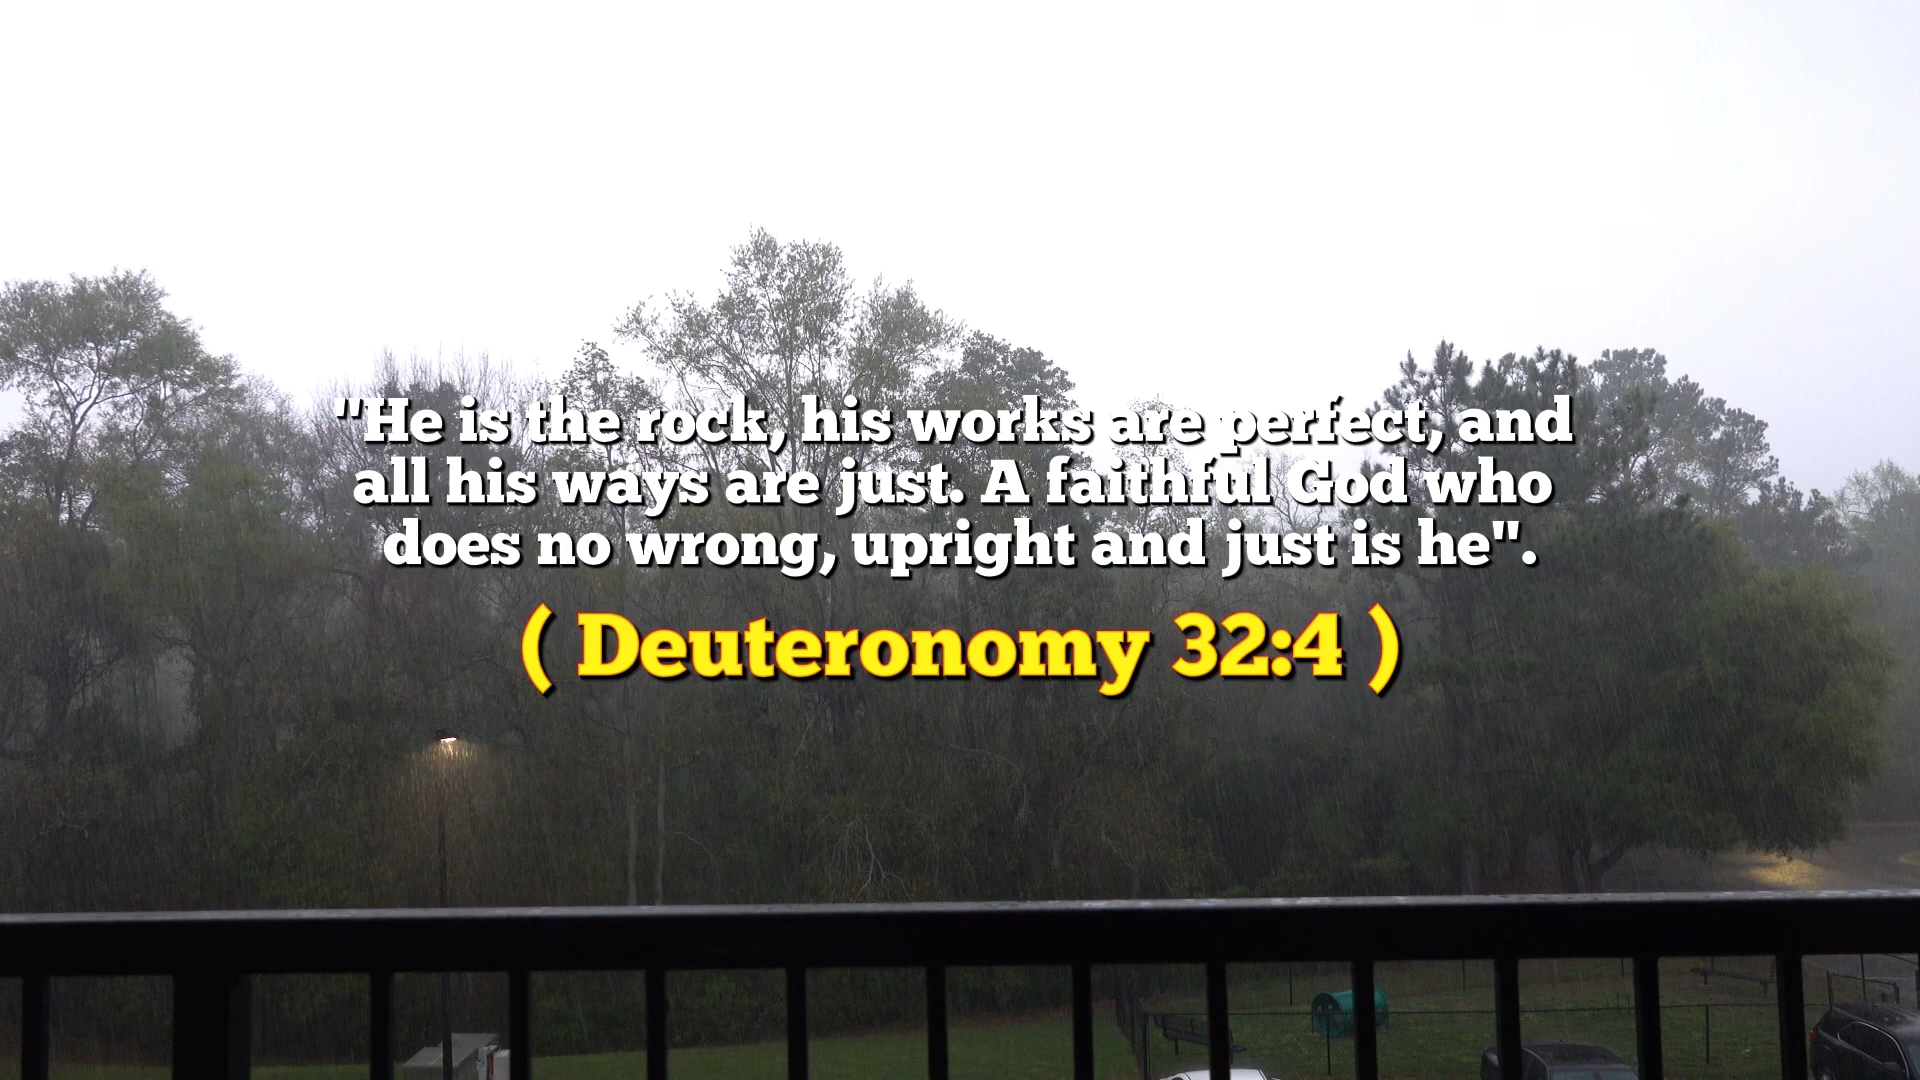 "He is the rock, his works are perfect, and
all his ways are just. A faithful God who
does no wrong, upright and just is he".
( Deuteronomy 32:4 )